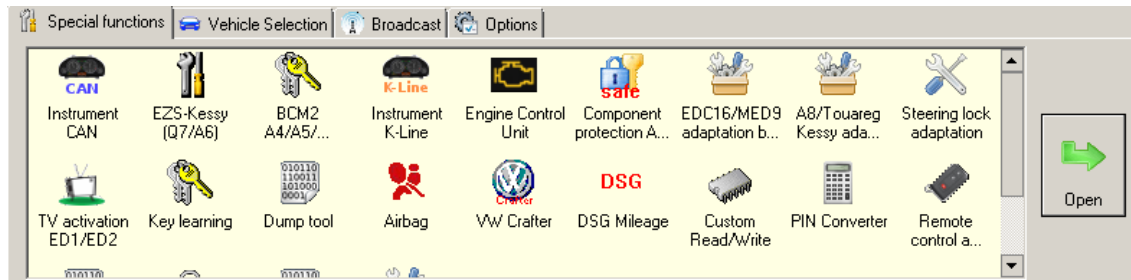 Special functions
Vehicle Selection
Broadcast
Options
CAN
K-Line
safe
Instrument CAN
EZS-Kessy (Q7/A6)
BCM2 A4/A5/...
Instrument K-Line
Engine Control Unit
Component protection A...
EDC16/MED9 adaptation b...
A8/Touareg Kessy ada...
Steering lock adaptation
Open
010110
110011
101000
0001
Crafter
DSG
TV activation ED1/ED2
Key learning
Dump tool
Airbag
VW Crafter
DSG Mileage
Custom Read/Write
PIN Converter
Remote control a...
010110
010110